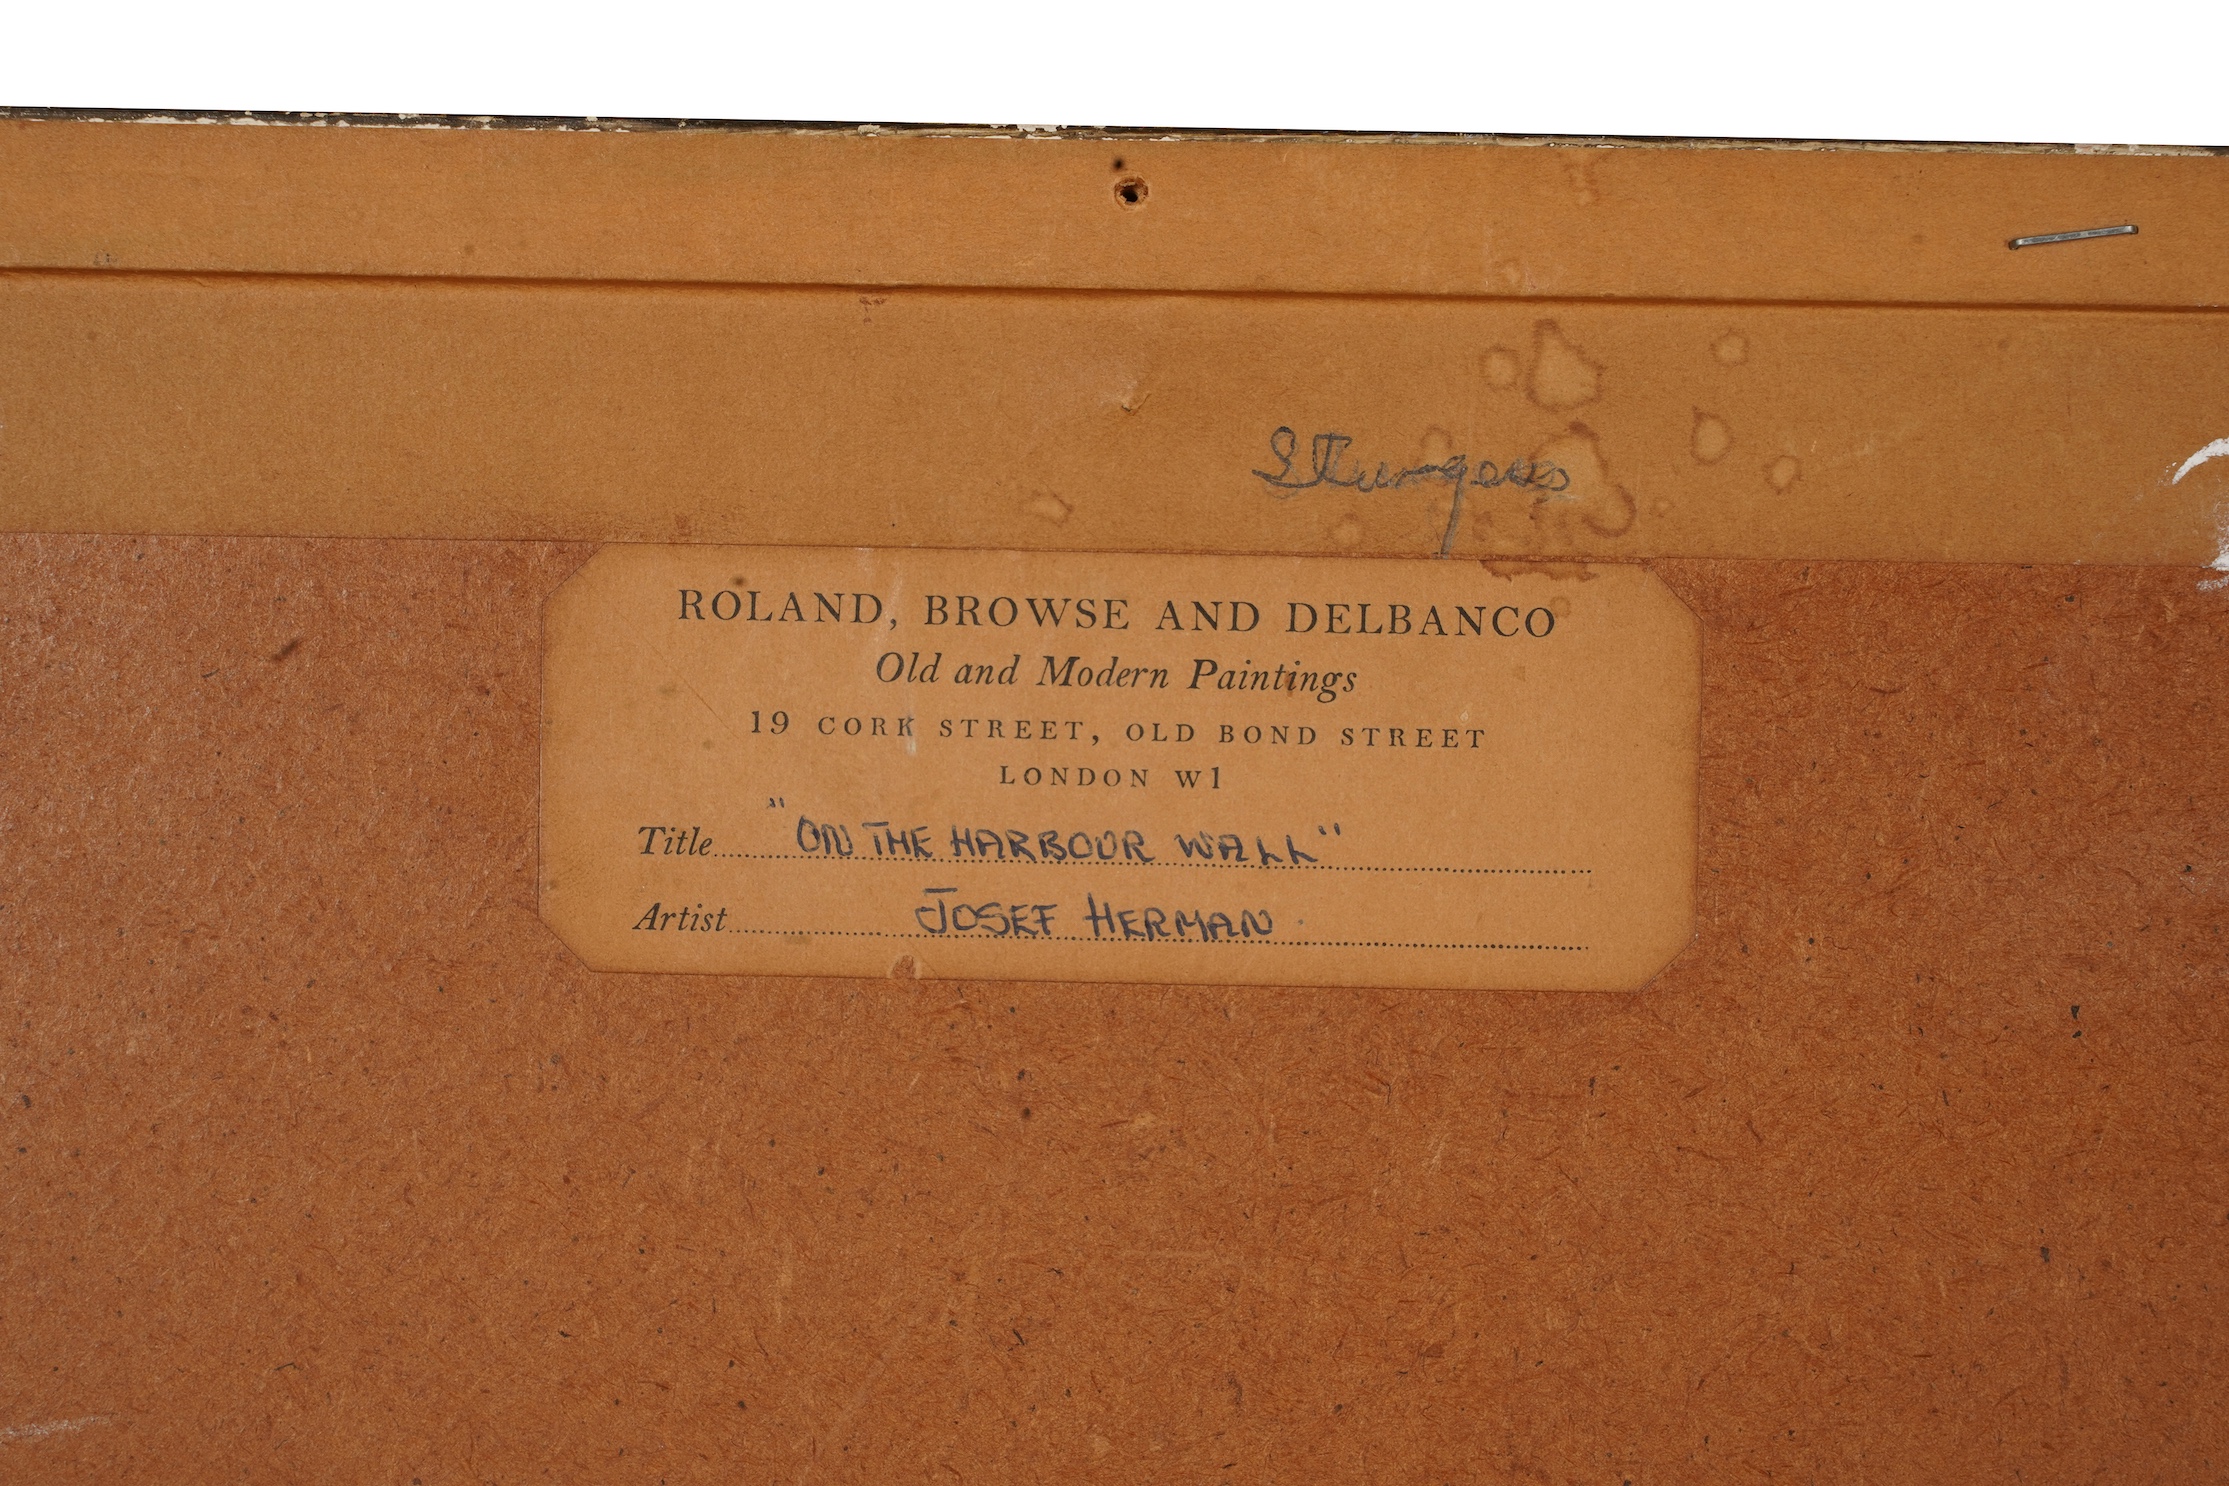 Sturgess
ROLAND, BROWSE AND DELBANCO
Old and Modern Paintings
19 CORK STREET, OLD BOND STREET
LONDON W1
Title "ON THE HARBOUR WALL"
Artist JOSEF HERMAN